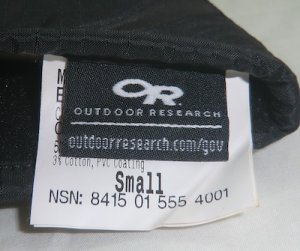 OR
OUTDOOR RESEARCH
outdoorresearch.com/gov
3% Cotton, PVC Coating
Small
NSN: 8415 01 555 4001